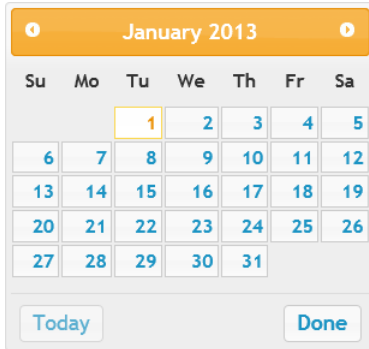 January 2013
Su Mo Tu We Th Fr Sa
1 2 3 4 5
6 7 8 9 10 11 12
13 14 15 16 17 18 19
20 21 22 23 24 25 26
27 28 29 30 31
Today Done